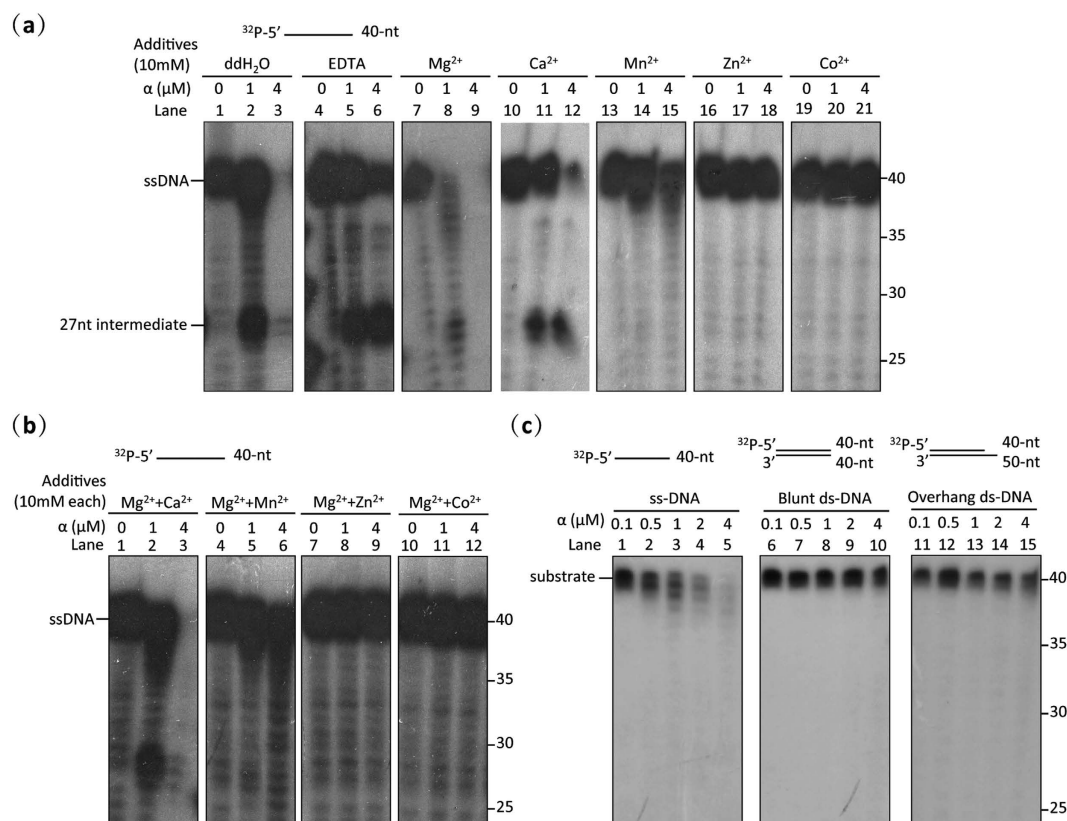 (a)
³²P-5’ 40-nt
Additives
(10mM) ddH₂O EDTA Mg²⁺ Ca²⁺ Mn²⁺ Zn²⁺ Co²⁺
α (μM) 0 1 4 0 1 4 0 1 4 0 1 4 0 1 4 0 1 4 0 1 4
Lane 1 2 3 4 5 6 7 8 9 10 11 12 13 14 15 16 17 18 19 20 21
ssDNA 40
35
30
27nt intermediate
25
(b)
³²P-5’ 40-nt
Additives
(10mM each) Mg²⁺+Ca²⁺ Mg²⁺+Mn²⁺ Mg²⁺+Zn²⁺ Mg²⁺+Co²⁺
α (μM) 0 1 4 0 1 4 0 1 4 0 1 4
Lane 1 2 3 4 5 6 7 8 9 10 11 12
ssDNA 40
35
30
25
(c)
³²P-5’ 40-nt ³²P-5’ 40-nt ³²P-5’ 40-nt
3’ 40-nt 3’ 50-nt
ss-DNA Blunt ds-DNA Overhang ds-DNA
α (μM) 0.1 0.5 1 2 4 0.1 0.5 1 2 4 0.1 0.5 1 2 4
Lane 1 2 3 4 5 6 7 8 9 10 11 12 13 14 15
substrate 40
35
30
25